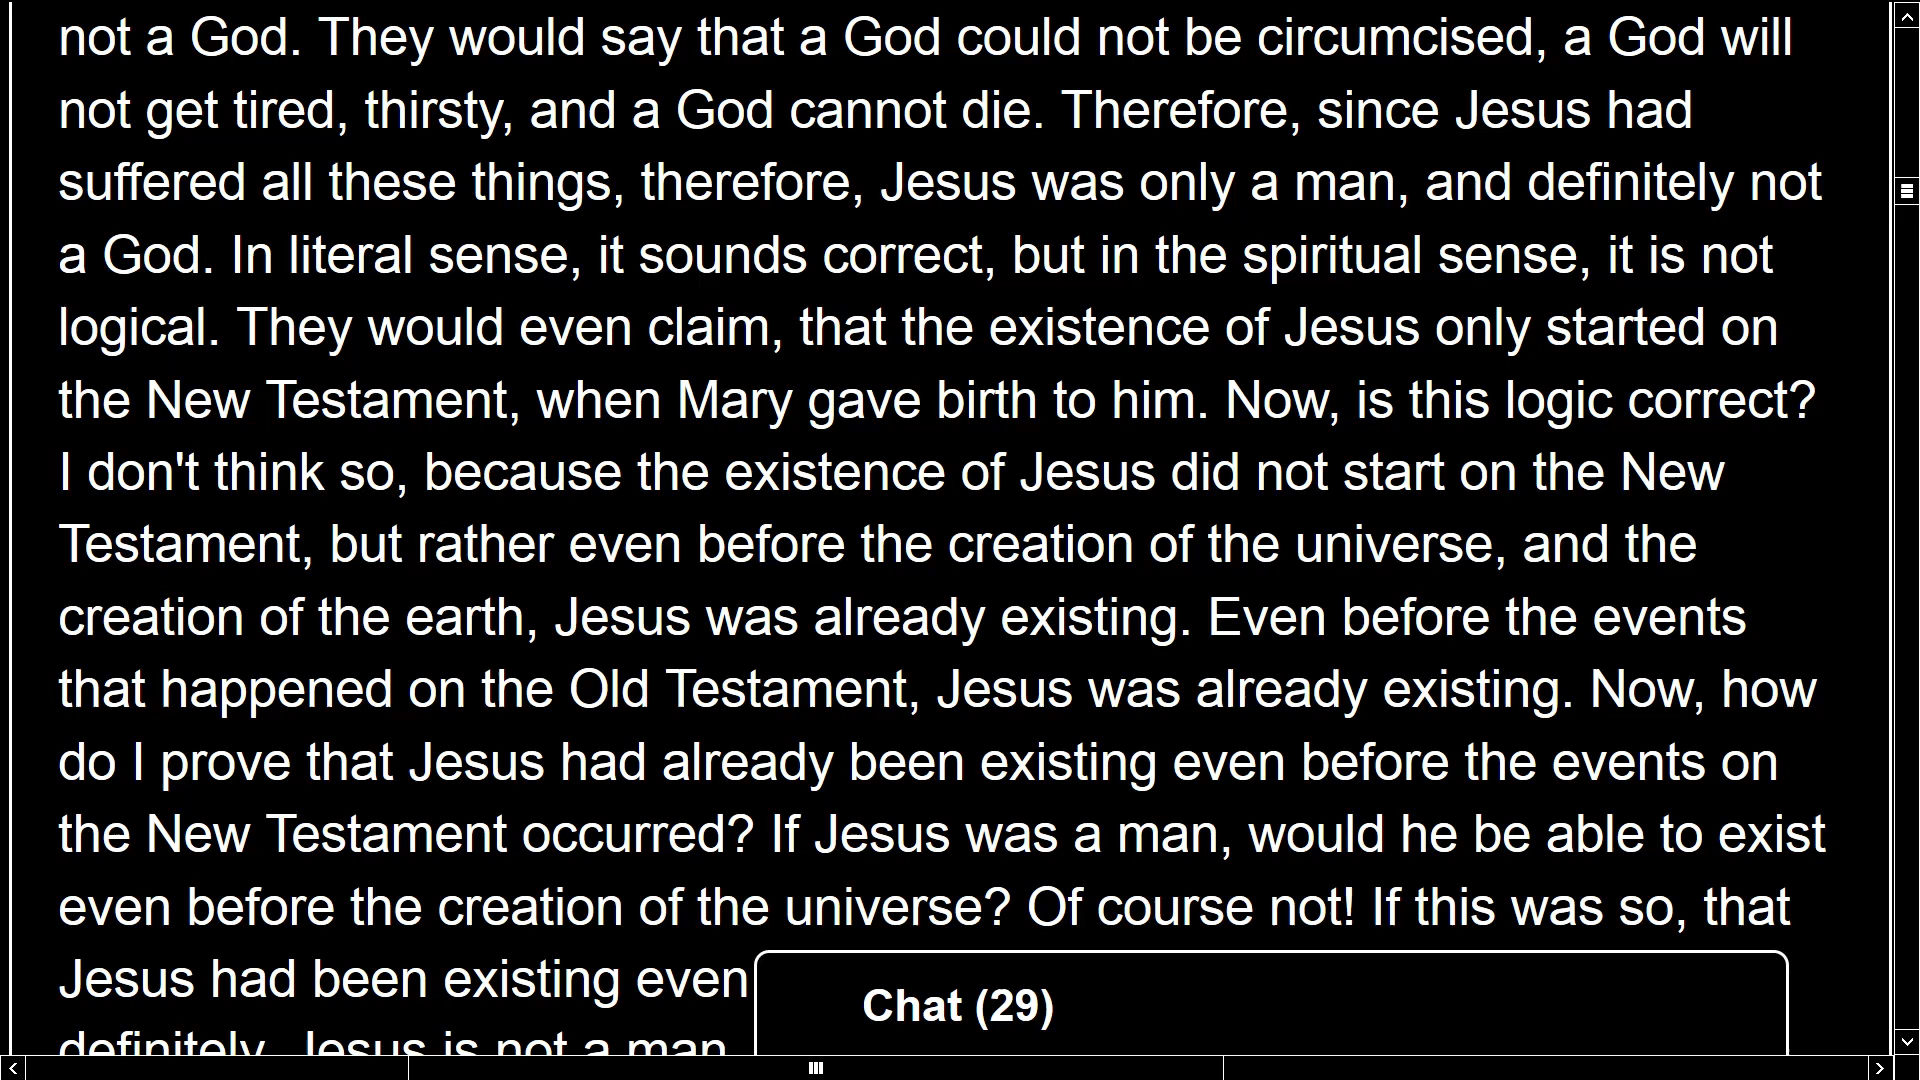 not a God. They would say that a God could not be circumcised, a God will
not get tired, thirsty, and a God cannot die. Therefore, since Jesus had
suffered all these things, therefore, Jesus was only a man, and definitely not
a God. In literal sense, it sounds correct, but in the spiritual sense, it is not
logical. They would even claim, that the existence of Jesus only started on
the New Testament, when Mary gave birth to him. Now, is this logic correct?
I don't think so, because the existence of Jesus did not start on the New
Testament, but rather even before the creation of the universe, and the
creation of the earth, Jesus was already existing. Even before the events
that happened on the Old Testament, Jesus was already existing. Now, how
do I prove that Jesus had already been existing even before the events on
the New Testament occurred? If Jesus was a man, would he be able to exist
even before the creation of the universe? Of course not! If this was so, that
Jesus had been existing even
definitely, Jesus is not a man
Chat (29)